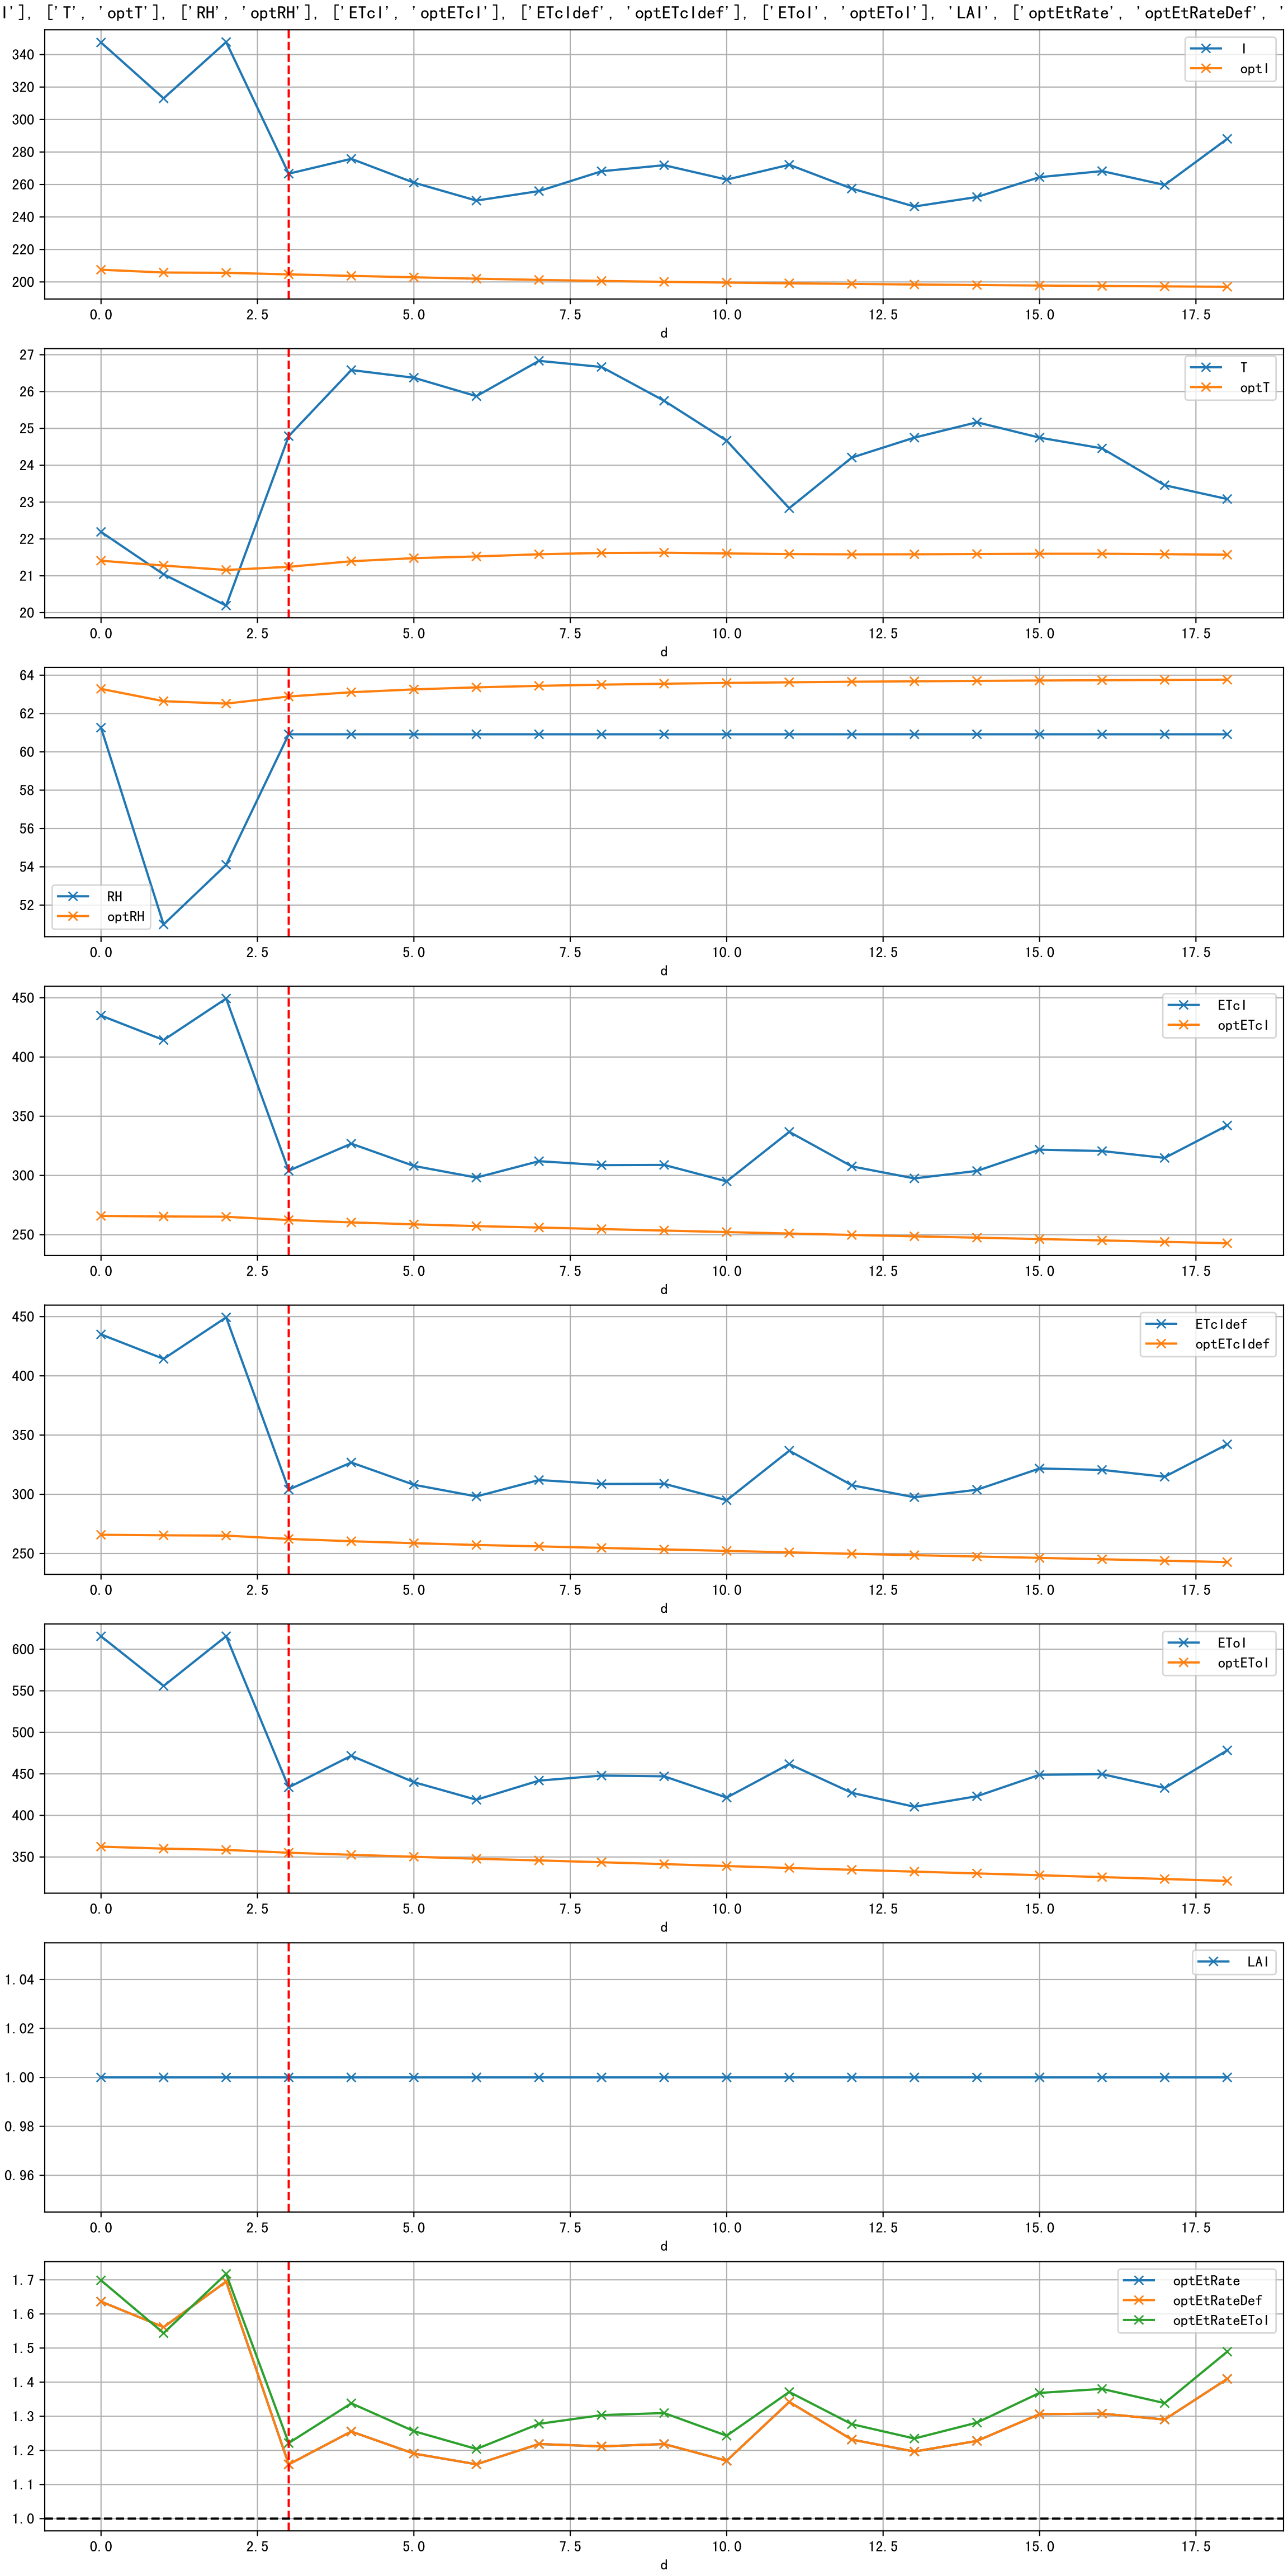 I'], ['T', 'optT'], ['RH', 'optRH'], ['ETcI', 'optETcI'], ['ETcIdef', 'optETcIdef'], ['EToI', 'optEToI'], 'LAI', ['optEtRate', 'optEtRateDef', '
I
optI
340
320
300
280
260
240
220
200
0.0 2.5 5.0 7.5 10.0 12.5 15.0 17.5
d
T
optT
27
26
25
24
23
22
21
20
0.0 2.5 5.0 7.5 10.0 12.5 15.0 17.5
d
64
62
60
58
56
54
52
RH
optRH
0.0 2.5 5.0 7.5 10.0 12.5 15.0 17.5
d
ETcI
optETcI
450
400
350
300
250
0.0 2.5 5.0 7.5 10.0 12.5 15.0 17.5
d
ETcIdef
optETcIdef
450
400
350
300
250
0.0 2.5 5.0 7.5 10.0 12.5 15.0 17.5
d
EToI
optEToI
600
550
500
450
400
350
0.0 2.5 5.0 7.5 10.0 12.5 15.0 17.5
d
LAI
1.04
1.02
1.00
0.98
0.96
0.0 2.5 5.0 7.5 10.0 12.5 15.0 17.5
d
optEtRate
optEtRateDef
optEtRateEToI
1.7
1.6
1.5
1.4
1.3
1.2
1.1
1.0
0.0 2.5 5.0 7.5 10.0 12.5 15.0 17.5
d